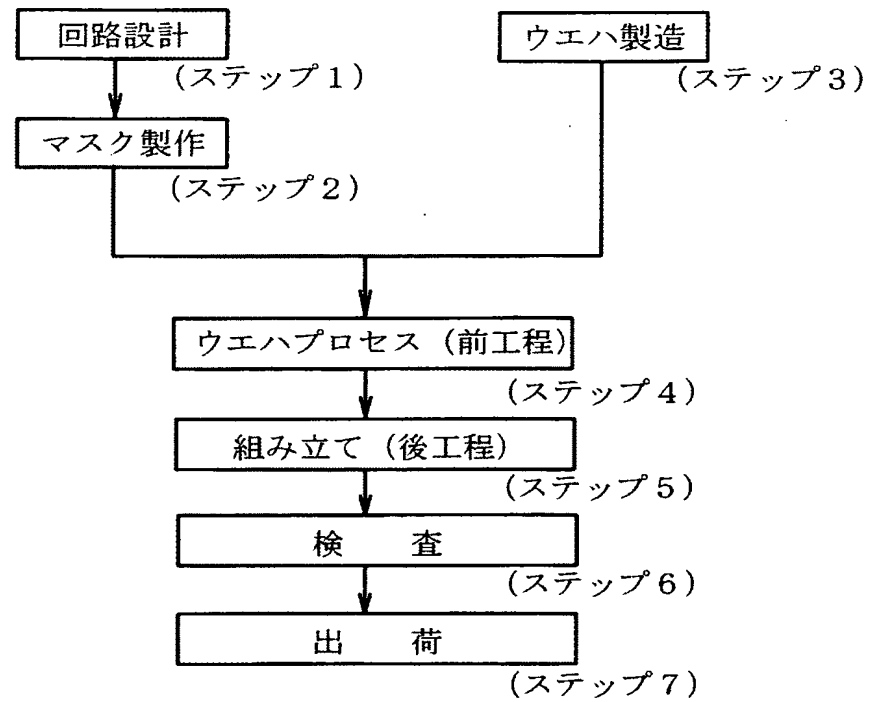 回路設計
(ステップ1)
マスク製作
(ステップ2)
ウエハ製造
(ステップ3)
ウエハプロセス (前工程)
(ステップ4)
組み立て (後工程)
(ステップ5)
検 査
(ステップ6)
出 荷
(ステップ7)